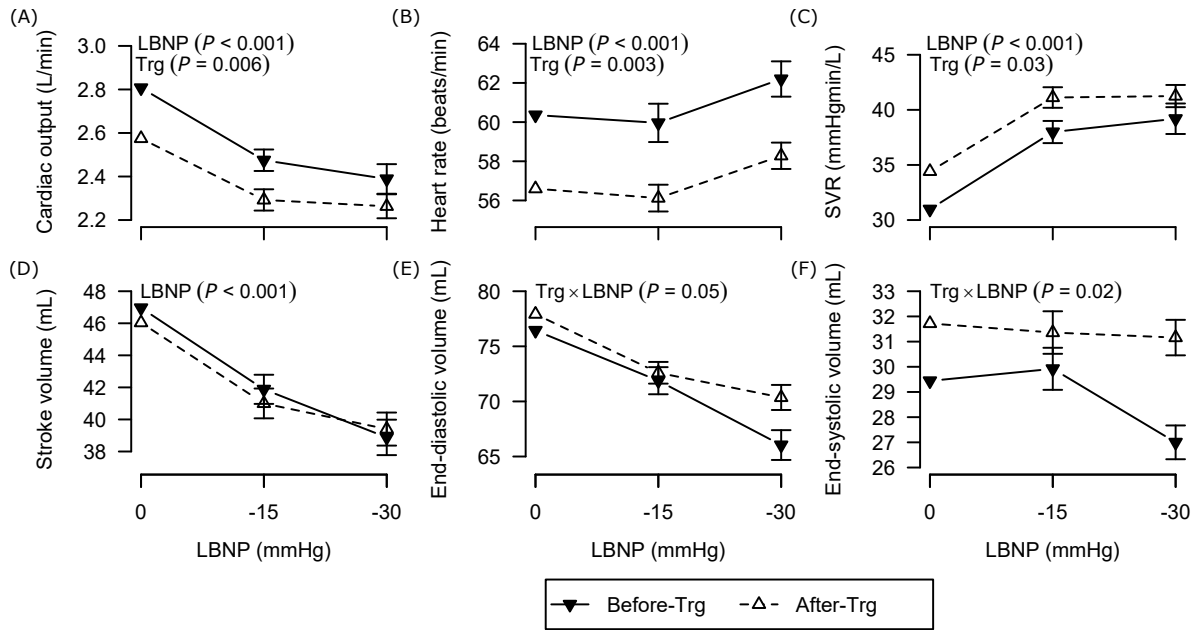 (A)
Cardiac output (L/min)
LBNP (P < 0.001)
Trg (P = 0.006)
3.0
2.8
2.6
2.4
2.2
(B)
Heart rate (beats/min)
LBNP (P < 0.001)
Trg (P = 0.003)
64
62
60
58
56
(C)
SVR (mmHgmin/L)
LBNP (P < 0.001)
Trg (P = 0.03)
45
40
35
30
(D)
Stroke volume (mL)
LBNP (P < 0.001)
48
46
44
42
40
38
0 -15 -30
LBNP (mmHg)
(E)
End-diastolic volume (mL)
Trg × LBNP (P = 0.05)
80
75
70
65
0 -15 -30
LBNP (mmHg)
(F)
End-systolic volume (mL)
Trg × LBNP (P = 0.02)
33
32
31
30
29
28
27
26
0 -15 -30
LBNP (mmHg)
Before-Trg After-Trg